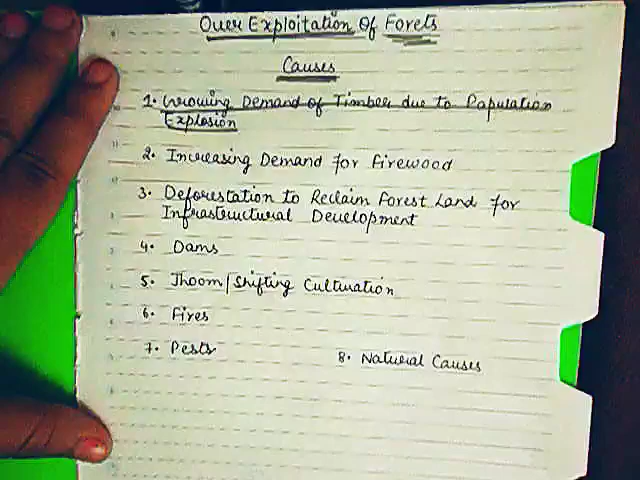 Over Exploitation Of Forets
Causes
1. Growing Demand of Timber due to Population
Explosion
2. Increasing Demand for Firewood
3. Deforestation to Reclaim Forest Land for
Infrastructural Development
4. Dams
5. Jhoom/Shifting Cultivation
6. Fires
7. Pests
8. Natural Causes